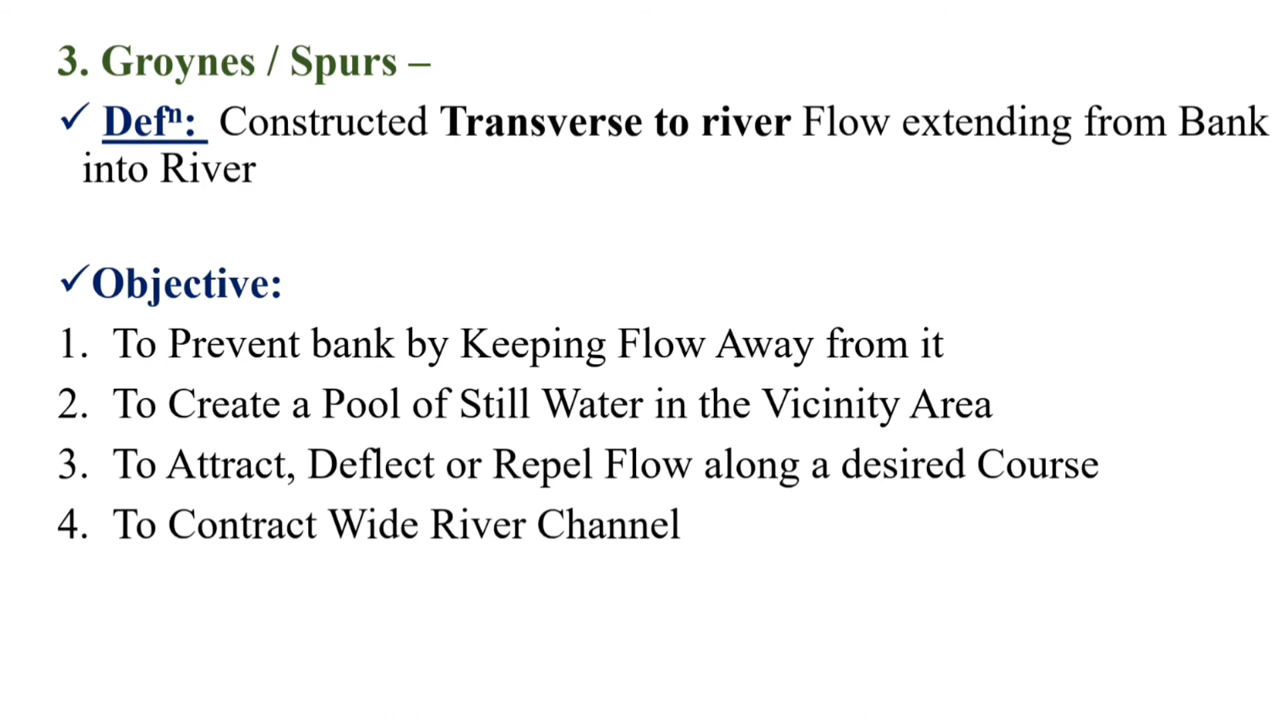 3. Groynes / Spurs –
✓ Defⁿ: Constructed Transverse to river Flow extending from Bank
into River
✓Objective:
1. To Prevent bank by Keeping Flow Away from it
2. To Create a Pool of Still Water in the Vicinity Area
3. To Attract, Deflect or Repel Flow along a desired Course
4. To Contract Wide River Channel